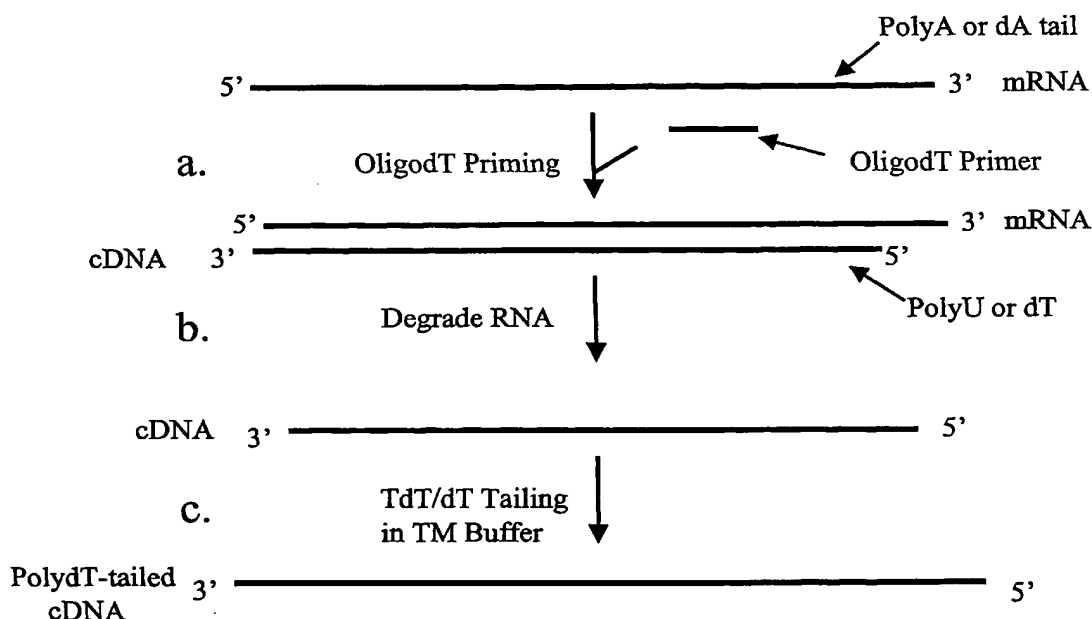 PolyA or dA tail
5’ 3’ mRNA
a. OligodT Priming OligodT Primer
5’ 3’ mRNA
cDNA 3’ 5’
PolyU or dT
b. Degrade RNA
cDNA 3’ 5’
c. TdT/dT Tailing
in TM Buffer
PolydT-tailed 3’ 5’
cDNA